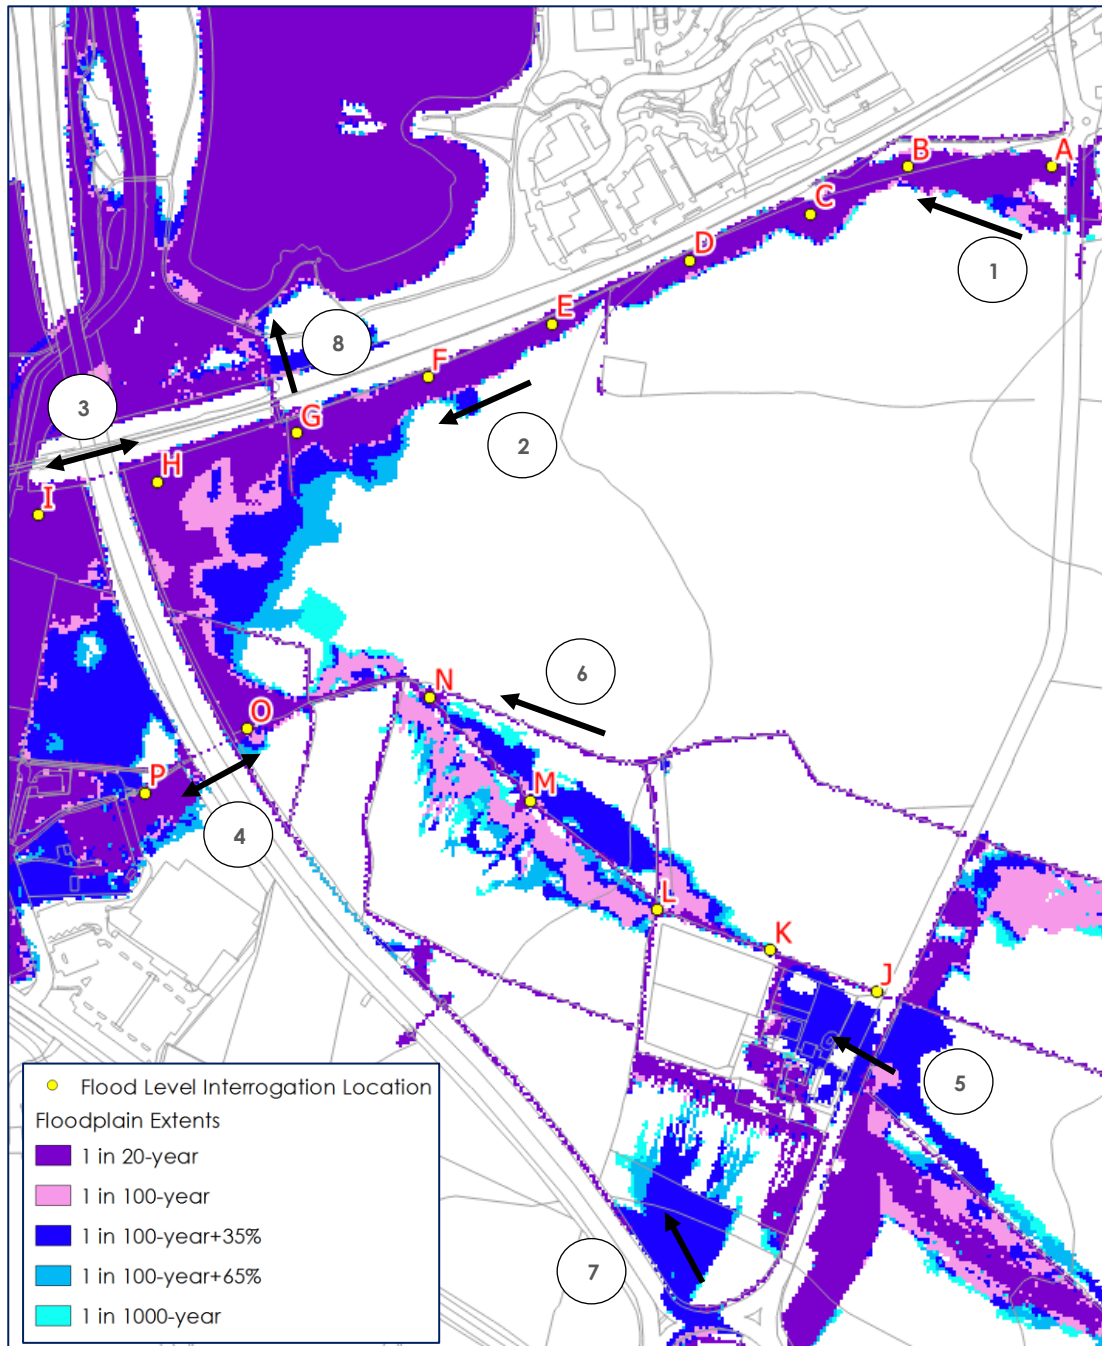 A
B
C
1
D
E
8
F
3
G
2
H
I
6
N
O
M
P
4
L
K
J
5
7
Flood Level Interrogation Location
Floodplain Extents
1 in 20-year
1 in 100-year
1 in 100-year+35%
1 in 100-year+65%
1 in 1000-year